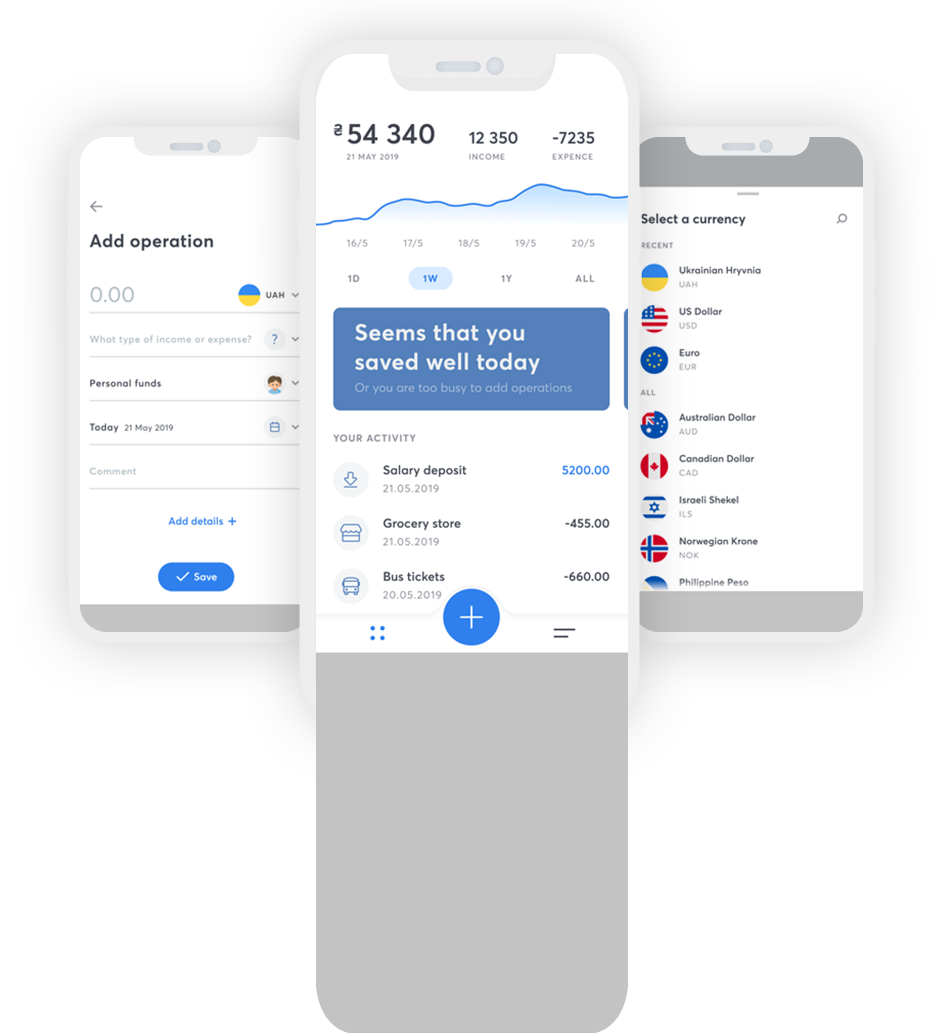 Add operation
0.00
UAH
What type of income or expense?
?
Personal funds
Today 21 May 2019
Comment
Add details +
Save
₴ 54 340
21 MAY 2019
12 350
INCOME
-7235
EXPENCE
16/5 17/5 18/5 19/5 20/5
1D 1W 1Y ALL
Seems that you
saved well today
Or you are too busy to add operations
YOUR ACTIVITY
Salary deposit 5200.00
21.05.2019
Grocery store -455.00
21.05.2019
Bus tickets -660.00
20.05.2019
Select a currency
RECENT
Ukrainian Hryvnia
UAH
US Dollar
USD
Euro
EUR
ALL
Australian Dollar
AUD
Canadian Dollar
CAD
Israeli Shekel
ILS
Norwegian Krone
NOK
Philippine Peso